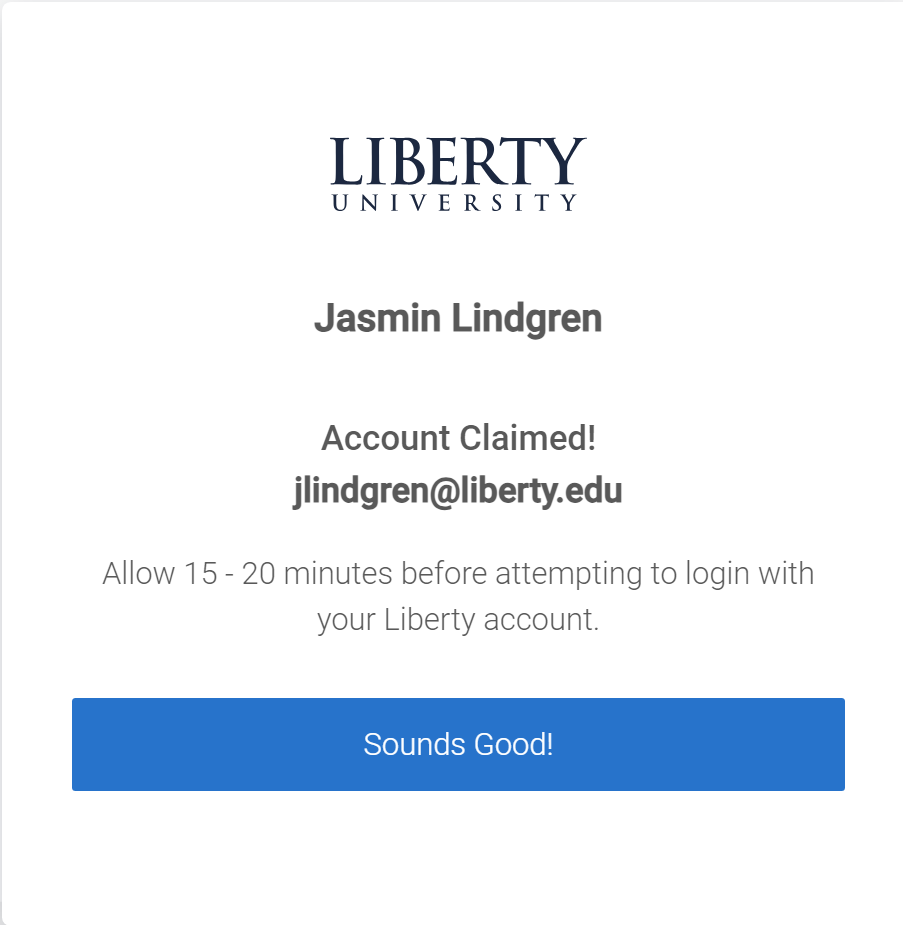 LIBERTY
UNIVERSITY
Jasmin Lindgren
Account Claimed!
jlindgren@liberty.edu
Allow 15 - 20 minutes before attempting to login with
your Liberty account.
Sounds Good!